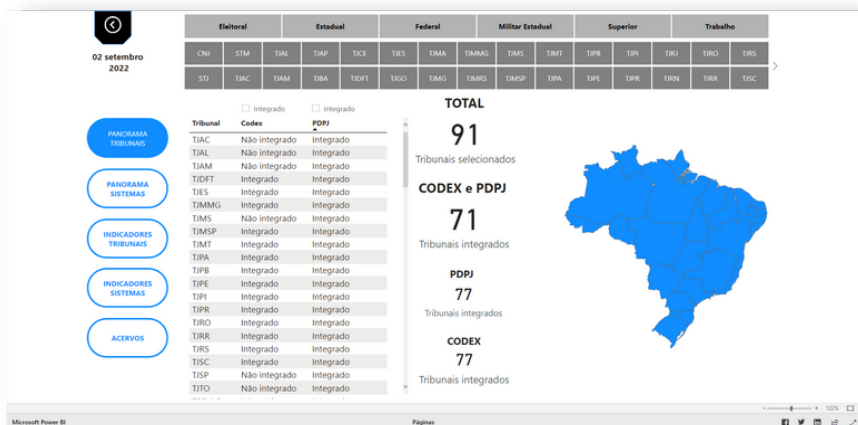 02 setembro
2022
Eleitoral Estadual Federal Militar Estadual Superior Trabalho
CNJ STM TJAL TJAP TJCE TJES TJMA TJMMG TJMS TJMT TJPB TJPI TJRJ TJRO TJRS
STJ TJAC TJAM TJBA TJDFT TJGO TJMG TJMRS TJMSP TJPA TJPE TJPR TJRN TJRR TJSC
PANORAMA
TRIBUNAIS
PANORAMA
SISTEMAS
INDICADORES
TRIBUNAIS
INDICADORES
SISTEMAS
ACERVOS
Integrado Integrado
Tribunal Codex PDPJ
TJAC Não integrado Integrado
TJAL Não integrado Integrado
TJAM Não integrado Integrado
TJDFT Integrado Integrado
TJES Integrado Integrado
TJMMG Integrado Integrado
TJMS Não integrado Integrado
TJMSP Integrado Integrado
TJMT Integrado Integrado
TJPA Integrado Integrado
TJPB Integrado Integrado
TJPE Integrado Integrado
TJPI Integrado Integrado
TJPR Integrado Integrado
TJRO Integrado Integrado
TJRR Integrado Integrado
TJRS Integrado Integrado
TJSC Integrado Integrado
TJSP Não integrado Integrado
TJTO Não integrado Integrado
TOTAL
91
Tribunais selecionados
CODEX e PDPJ
71
Tribunais integrados
PDPJ
77
Tribunais integrados
CODEX
77
Tribunais integrados
122%
Microsoft Power BI Páginas